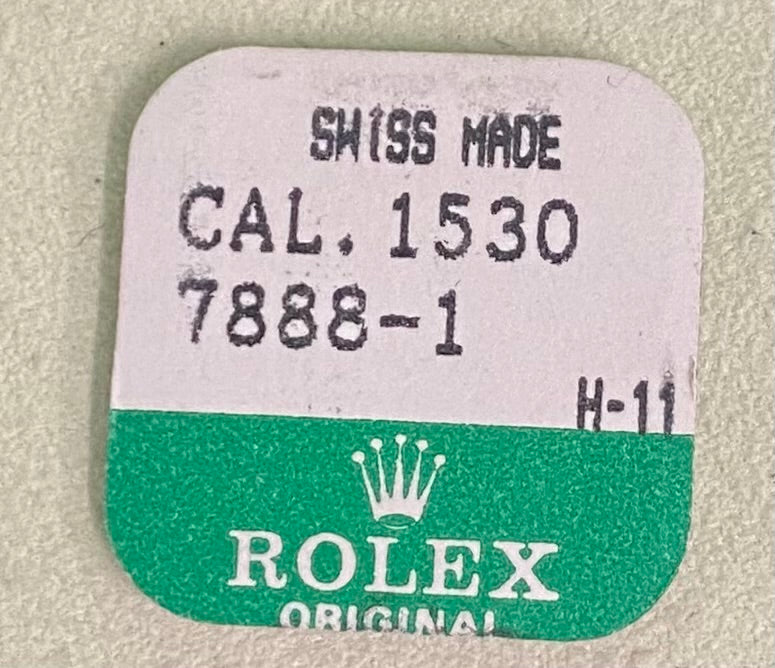 SWISS MADE
CAL. 1530
7888-1
H-11
ROLEX
ORIGINAL